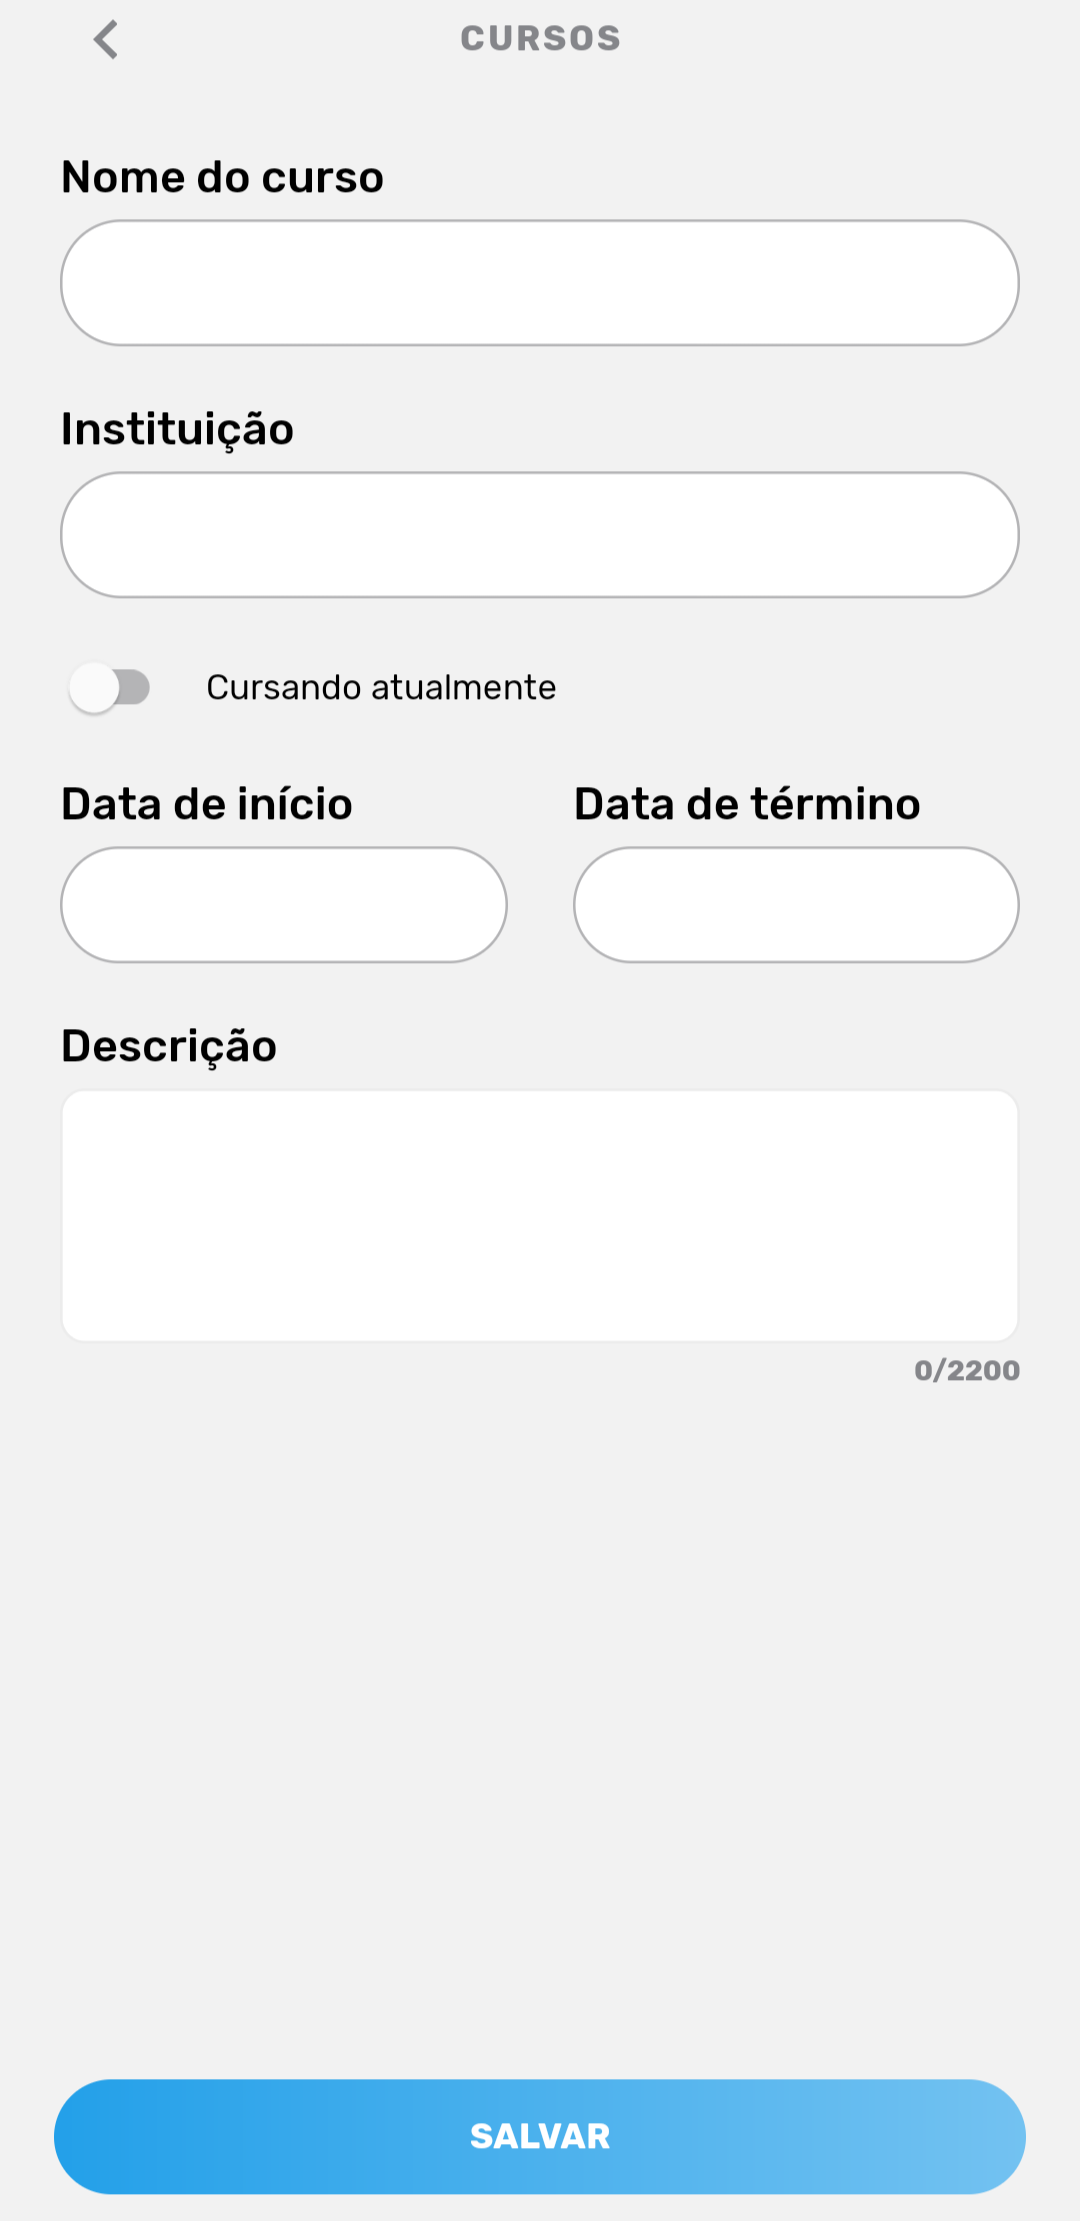 CURSOS
Nome do curso
Instituição
Cursando atualmente
Data de início
Data de término
Descrição
0/2200
SALVAR